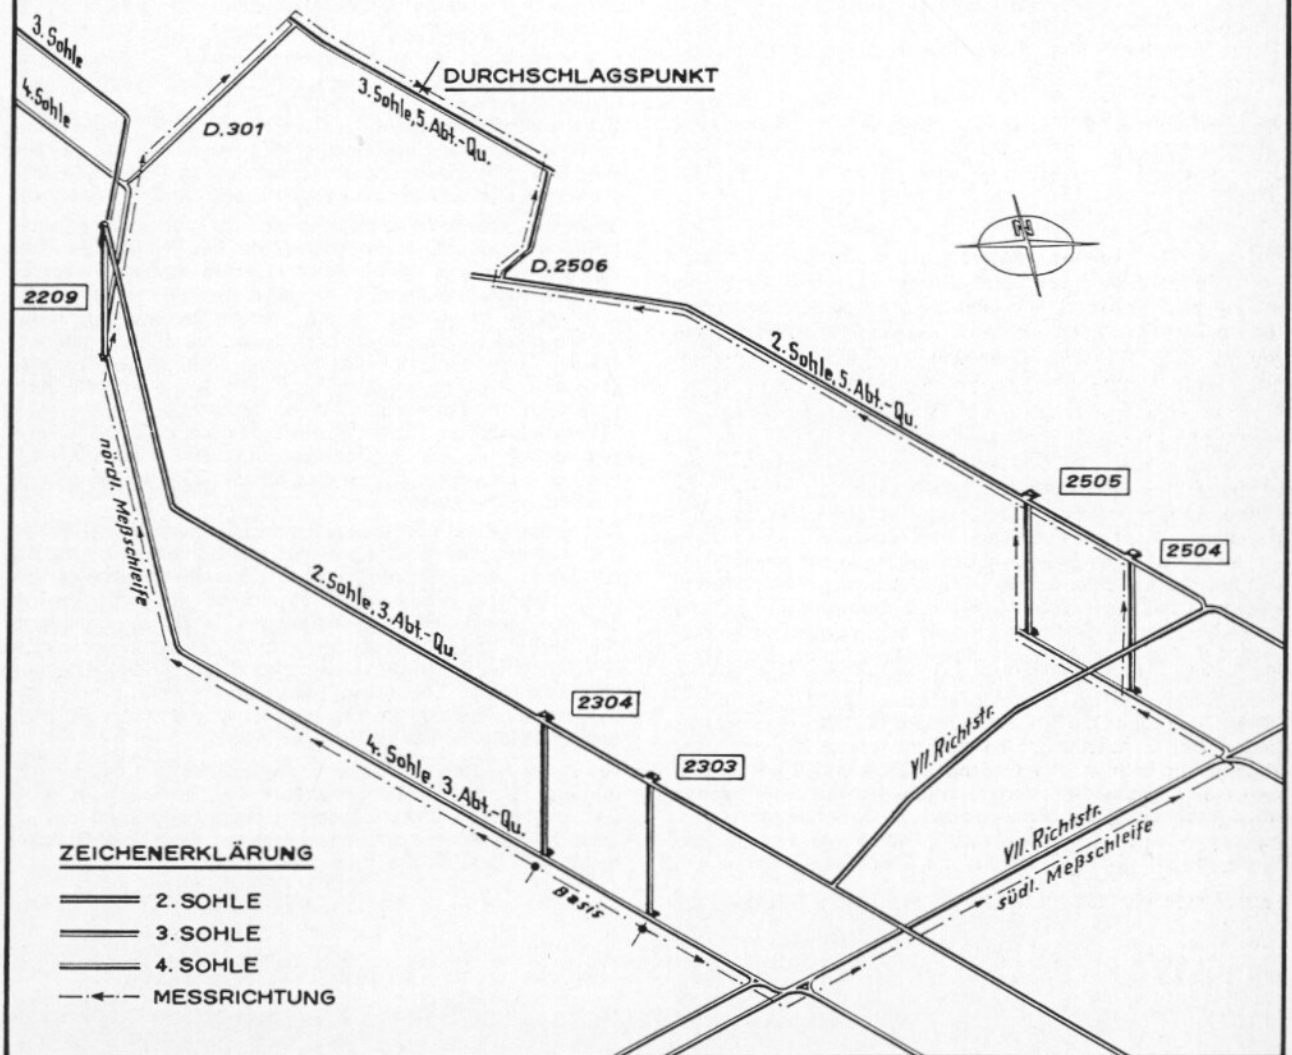 3. Sohle
4. Sohle
D.301
DURCHSCHLAGSPUNKT
3. Sohle, 5. Abt.-Qu.
N
D.2506
2209
2. Sohle, 5. Abt.-Qu.
2505
2504
nördl. Meßschleife
2. Sohle, 3. Abt.-Qu.
2304
4. Sohle, 3. Abt.-Qu.
2303
VII. Richtstr.
VII. Richtstr.
südl. Meßschleife
Basis
ZEICHENERKLÄRUNG
2. SOHLE
3. SOHLE
4. SOHLE
MESSRICHTUNG